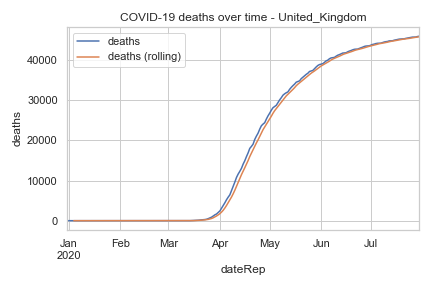 COVID-19 deaths over time - United_Kingdom
deaths
deaths (rolling)
40000
30000
20000
10000
0
deaths
Jan Feb Mar Apr May Jun Jul
2020
dateRep